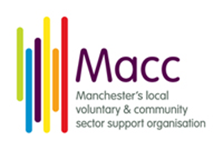 Macc
Manchester's local
voluntary & community
sector support organisation